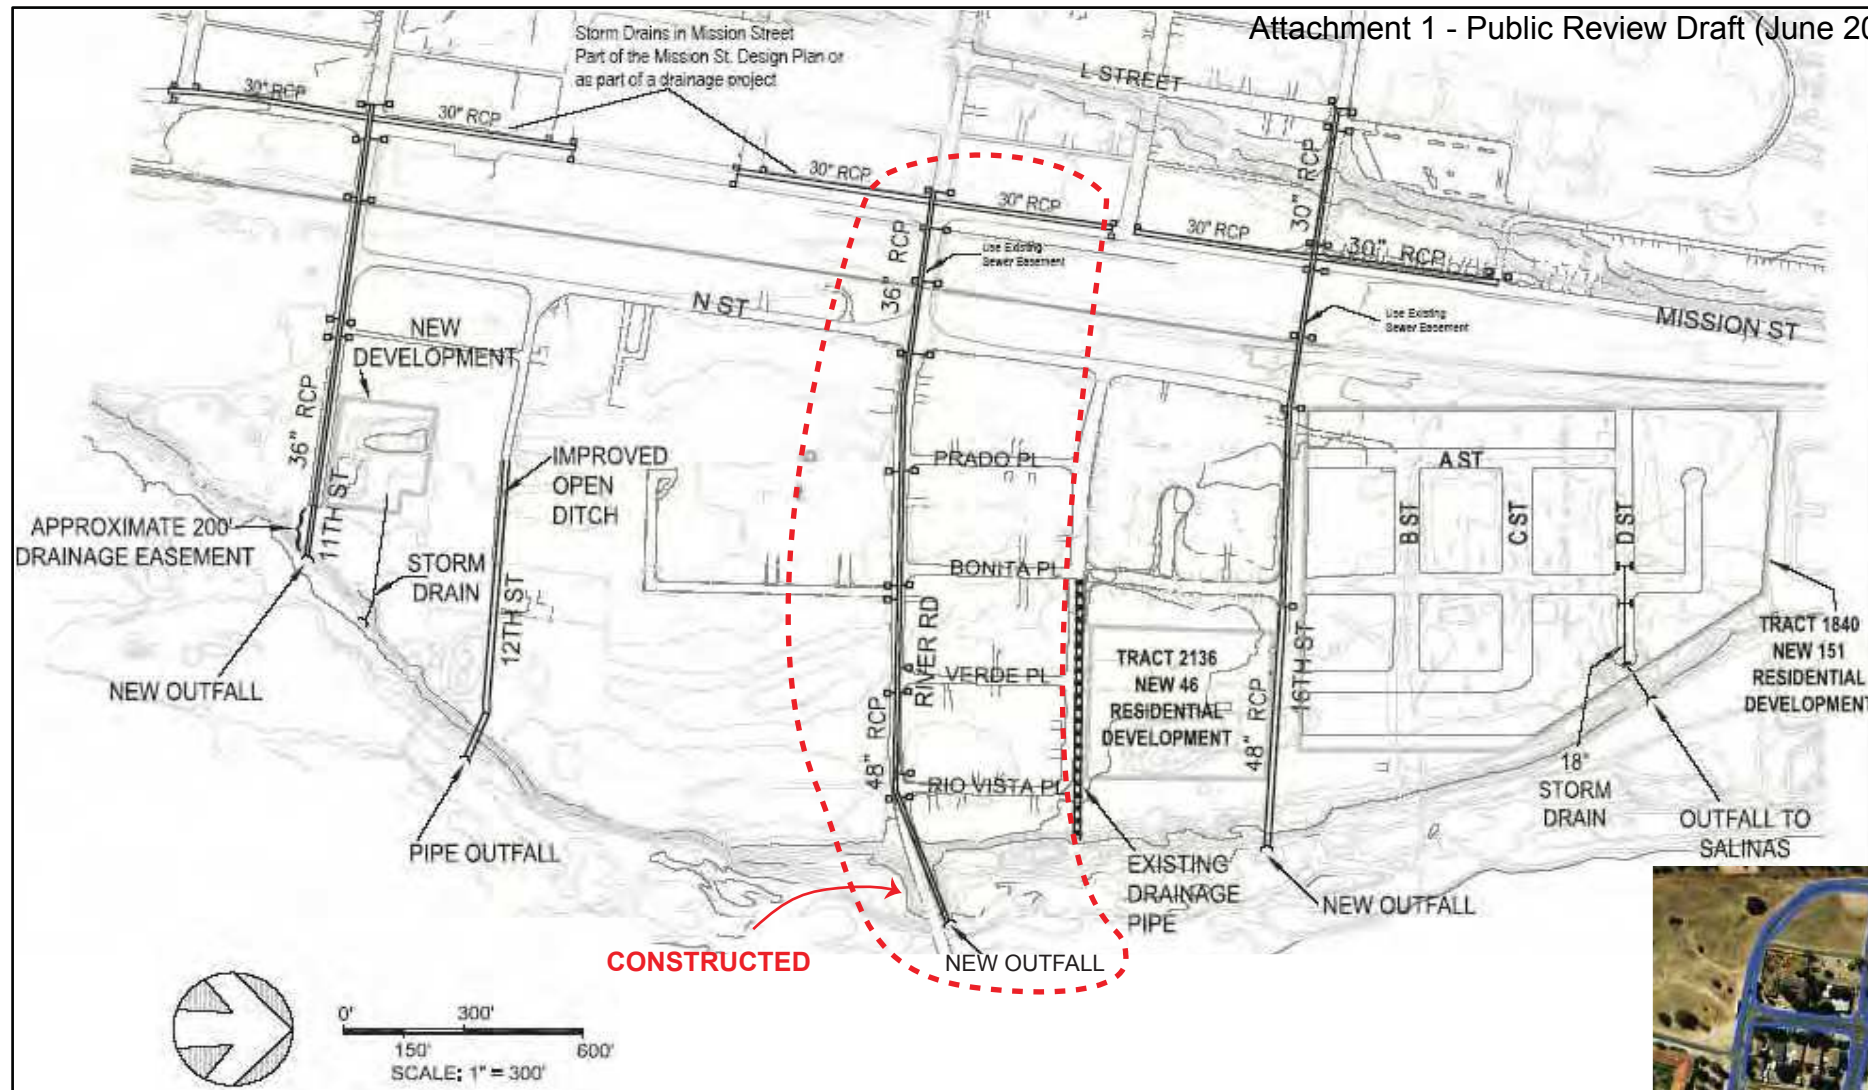 Attachment 1 - Public Review Draft (June 20
Storm Drains in Mission Street
Part of the Mission St. Design Plan or
as part of a drainage project
L STREET
30" RCP
30" RCP
30" RCP
30" RCP
30" RCP
30" RCP
30" RCP
36" RCP
Use Existing
Sewer Easement
Use Existing
Sewer Easement
MISSION ST
N ST
NEW
DEVELOPMENT
36" RCP
11TH ST
IMPROVED
OPEN
DITCH
PRADO PL
A ST
B ST
C ST
D ST
APPROXIMATE 200'
DRAINAGE EASEMENT
STORM
DRAIN
12TH ST
BONITA PL
RIVER RD
VERDE PL
48" RCP
RIO VISTA PL
TRACT 2136
NEW 46
RESIDENTIAL
DEVELOPMENT
16TH ST
48" RCP
TRACT 1840
NEW 151
RESIDENTIAL
DEVELOPMENT
NEW OUTFALL
18"
STORM
DRAIN
OUTFALL TO
SALINAS
PIPE OUTFALL
EXISTING
DRAINAGE
PIPE
NEW OUTFALL
CONSTRUCTED
NEW OUTFALL
0'
300'
150'
600'
SCALE: 1" = 300'